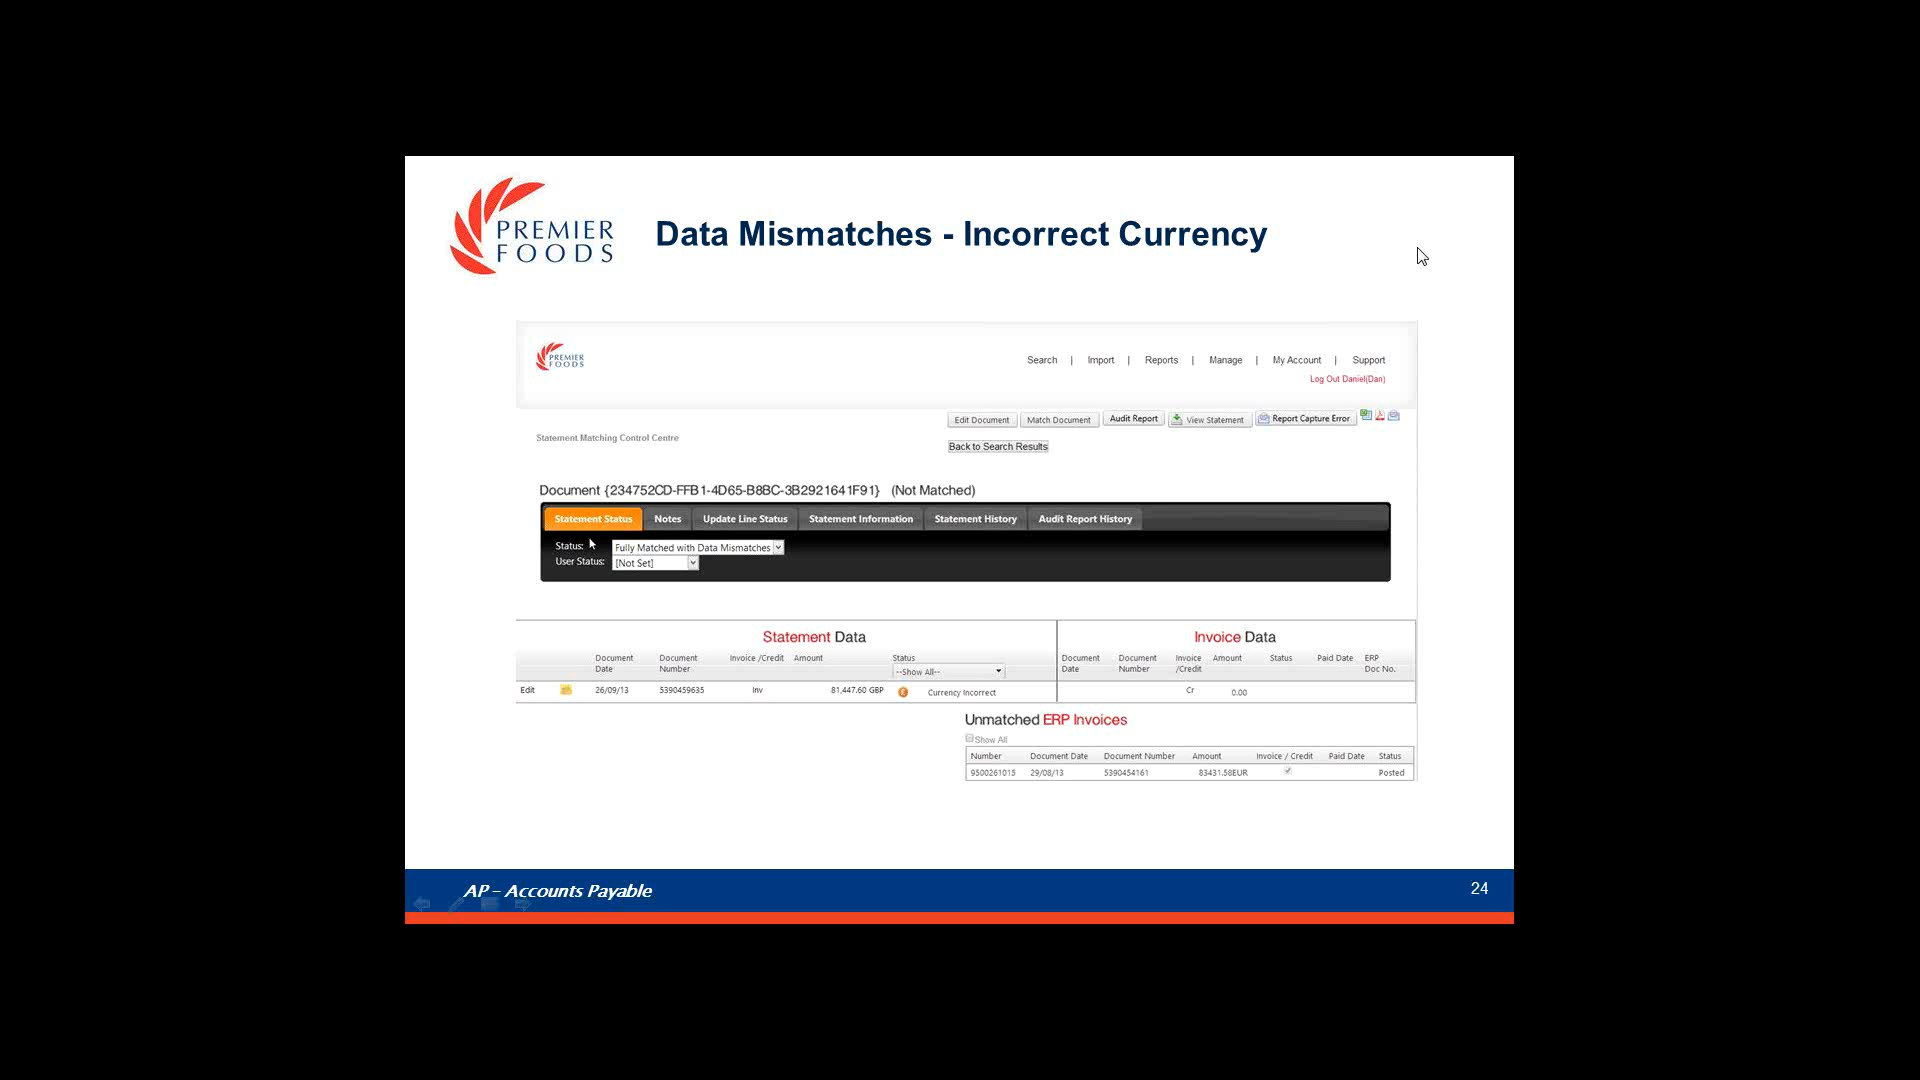 PREMIER
FOODS
Data Mismatches - Incorrect Currency
PREMIER
FOODS
Search | Import | Reports | Manage | My Account | Support
Log Out Daniel(Dan)
Edit Document Match Document Audit Report View Statement Report Capture Error
Statement Matching Control Centre
Back to Search Results
Document {234752CD-FFB1-4D65-B8BC-3B2921641F91} (Not Matched)
Statement Status Notes Update Line Status Statement Information Statement History Audit Report History
Status: Fully Matched with Data Mismatches
User Status: [Not Set]
Statement Data Invoice Data
Document Date Document Number Invoice /Credit Amount Status Document Date Document Number Invoice /Credit Amount Status Paid Date ERP Doc No.
--Show All--
Edit 26/09/13 5390459635 Inv 81,447.60 GBP Currency Incorrect Cr 0.00
Unmatched ERP Invoices
Show All
Number Document Date Document Number Amount Invoice / Credit Paid Date Status
9500261015 29/08/13 5390454161 83431.58EUR Posted
AP – Accounts Payable
24